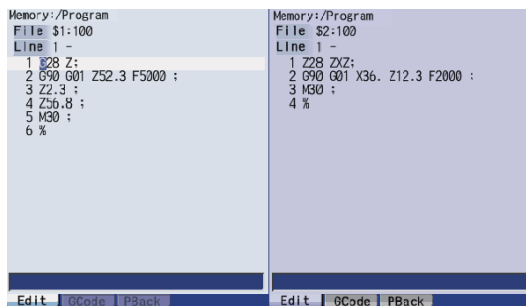 Memory:/Program
File $1:100
Line 1 -
1 G28 Z;
2 G90 G01 Z52.3 F5000 ;
3 Z2.3 ;
4 Z56.8 ;
5 M30 ;
6 %
Edit GCode PBack
Memory:/Program
File $2:100
Line 1 -
1 Z28 ZXZ;
2 G90 G01 X36. Z12.3 F2000 ;
3 M30 ;
4 %
Edit GCode PBack